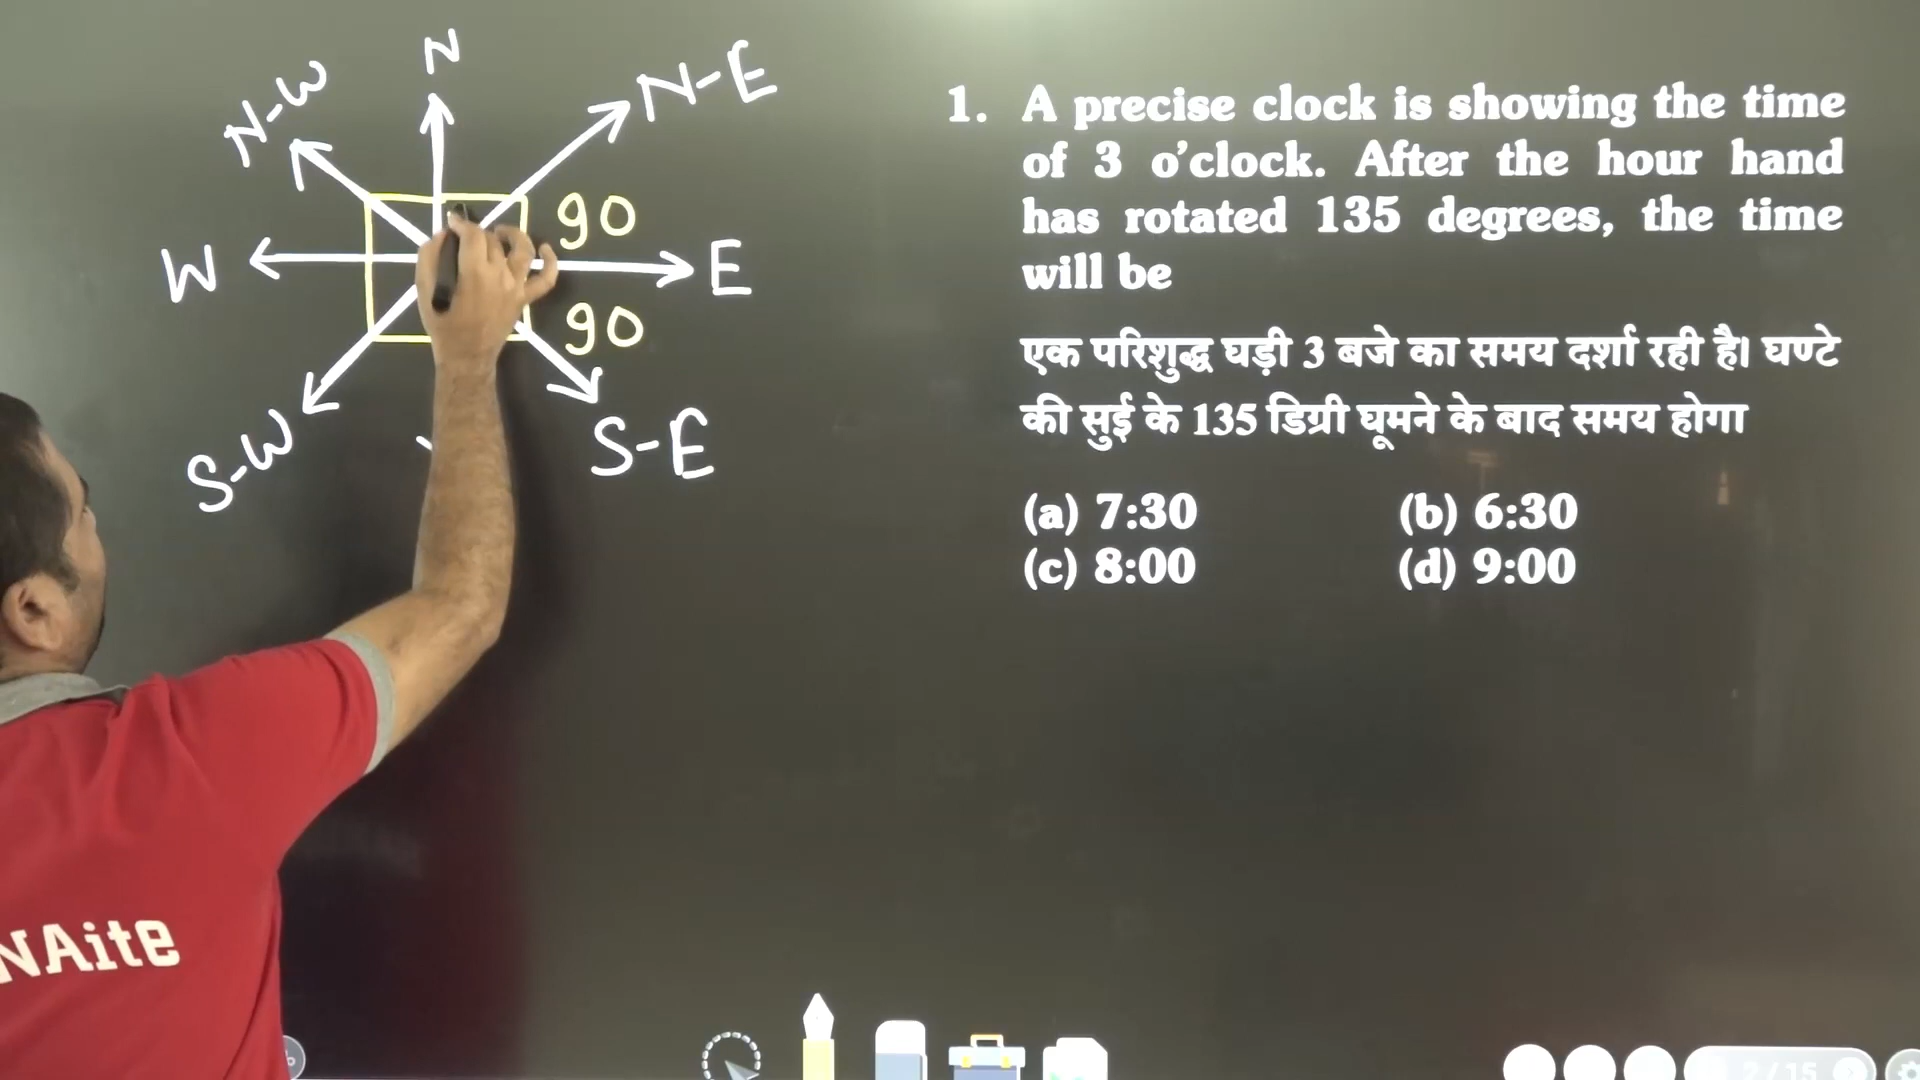 N
N-E
N-W
90
W
E
90
S-W
S-E
1. A precise clock is showing the time
of 3 o'clock. After the hour hand
has rotated 135 degrees, the time
will be
एक परिशुद्ध घड़ी 3 बजे का समय दर्शा रही है। घण्टे
की सुई के 135 डिग्री घूमने के बाद समय होगा
(a) 7:30 (b) 6:30
(c) 8:00 (d) 9:00
NAite
2/15